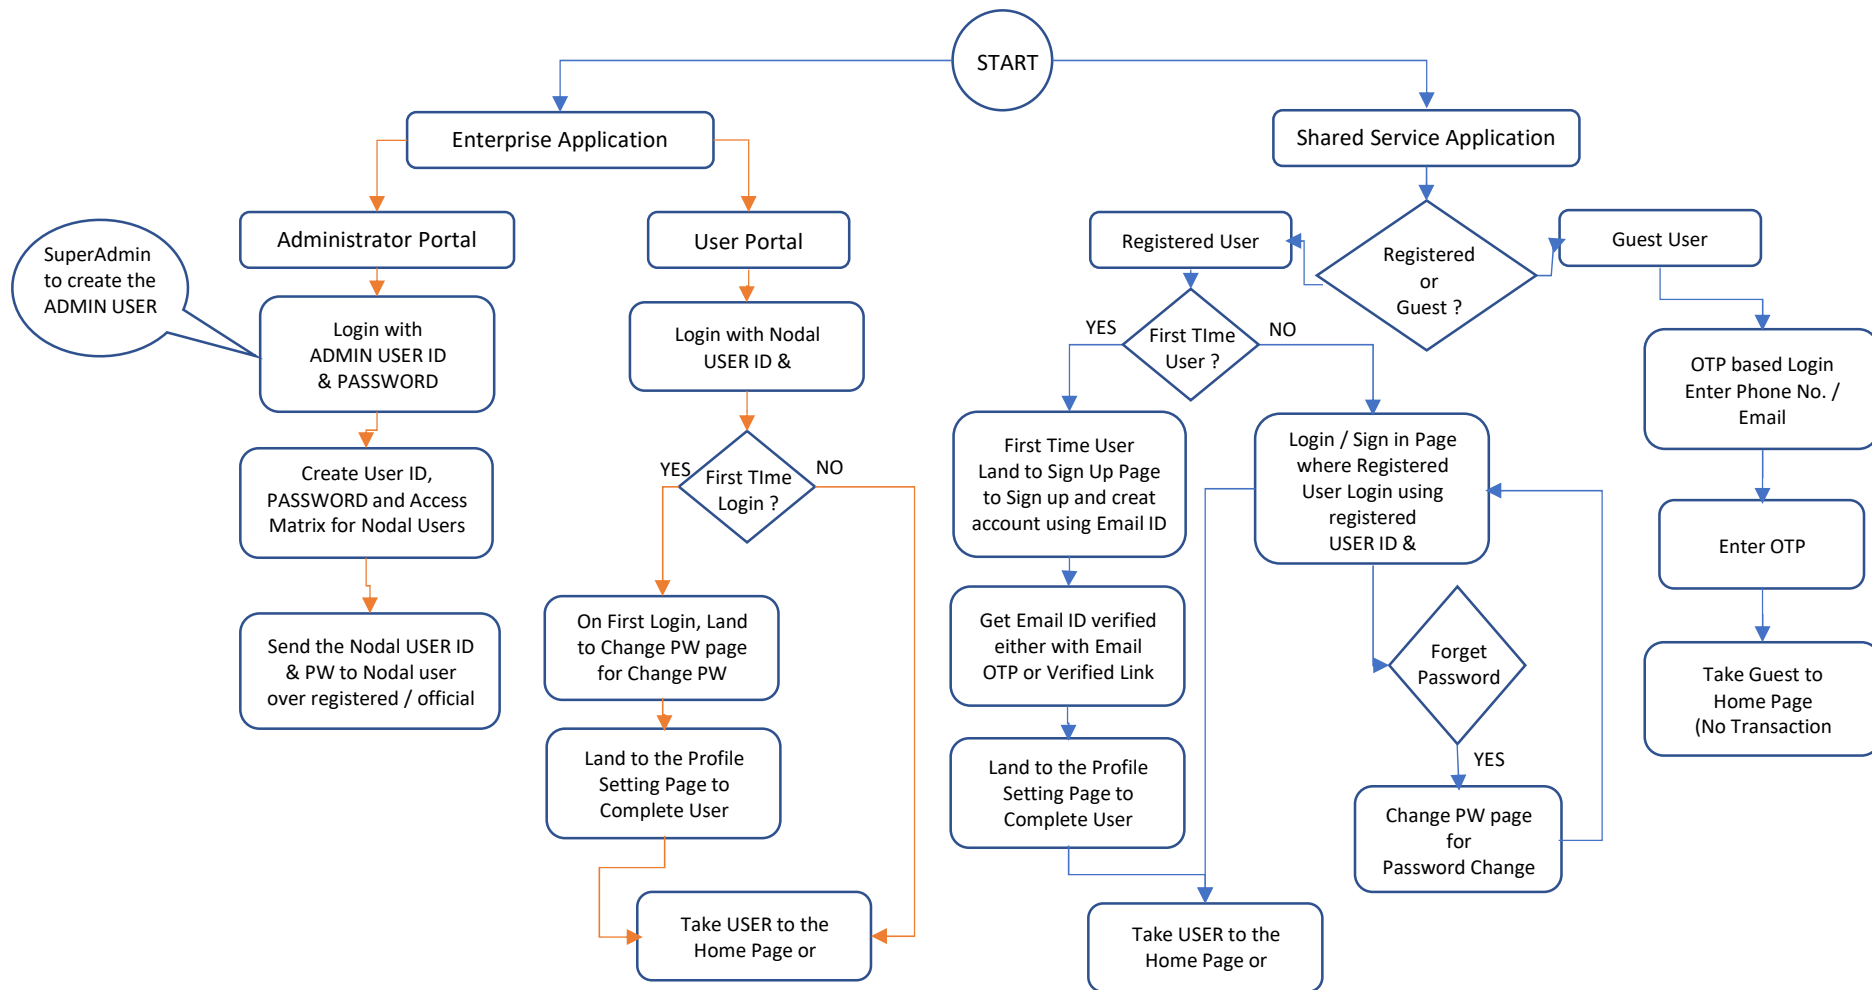 START
Enterprise Application
Shared Service Application
Administrator Portal
User Portal
Registered User
Registered
or
Guest ?
Guest User
SuperAdmin
to create the
ADMIN USER
Login with
ADMIN USER ID
& PASSWORD
Login with Nodal
USER ID &
YES
First TIme
User ?
NO
OTP based Login
Enter Phone No. /
Email
Create User ID,
PASSWORD and Access
Matrix for Nodal Users
YES
First TIme
Login ?
NO
First Time User
Land to Sign Up Page
to Sign up and creat
account using Email ID
Login / Sign in Page
where Registered
User Login using
registered
USER ID &
Enter OTP
Send the Nodal USER ID
& PW to Nodal user
over registered / official
On First Login, Land
to Change PW page
for Change PW
Get Email ID verified
either with Email
OTP or Verified Link
Forget
Password
Take Guest to
Home Page
(No Transaction
Land to the Profile
Setting Page to
Complete User
Land to the Profile
Setting Page to
Complete User
YES
Change PW page
for
Password Change
Take USER to the
Home Page or
Take USER to the
Home Page or